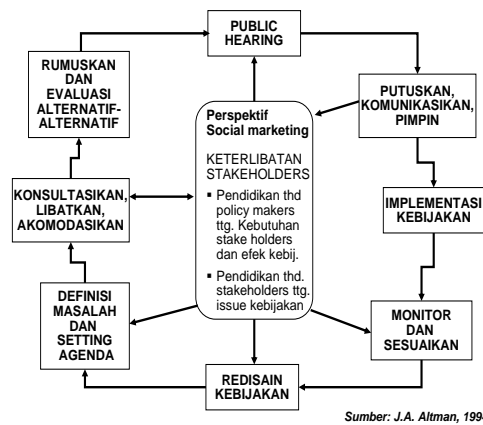 PUBLIC
HEARING
RUMUSKAN
DAN
EVALUASI
ALTERNATIF-
ALTERNATIF
PUTUSKAN,
KOMUNIKASIKAN,
PIMPIN
Perspektif
Social marketing
KETERLIBATAN
STAKEHOLDERS
▪ Pendidikan thd
policy makers
ttg. Kebutuhan
stake holders
dan efek kebij.
▪ Pendidikan thd.
stakeholders ttg.
issue kebijakan
KONSULTASIKAN,
LIBATKAN,
AKOMODASIKAN
IMPLEMENTASI
KEBIJAKAN
DEFINISI
MASALAH
DAN
SETTING
AGENDA
MONITOR
DAN
SESUAIKAN
REDISAIN
KEBIJAKAN
Sumber: J.A. Altman, 199